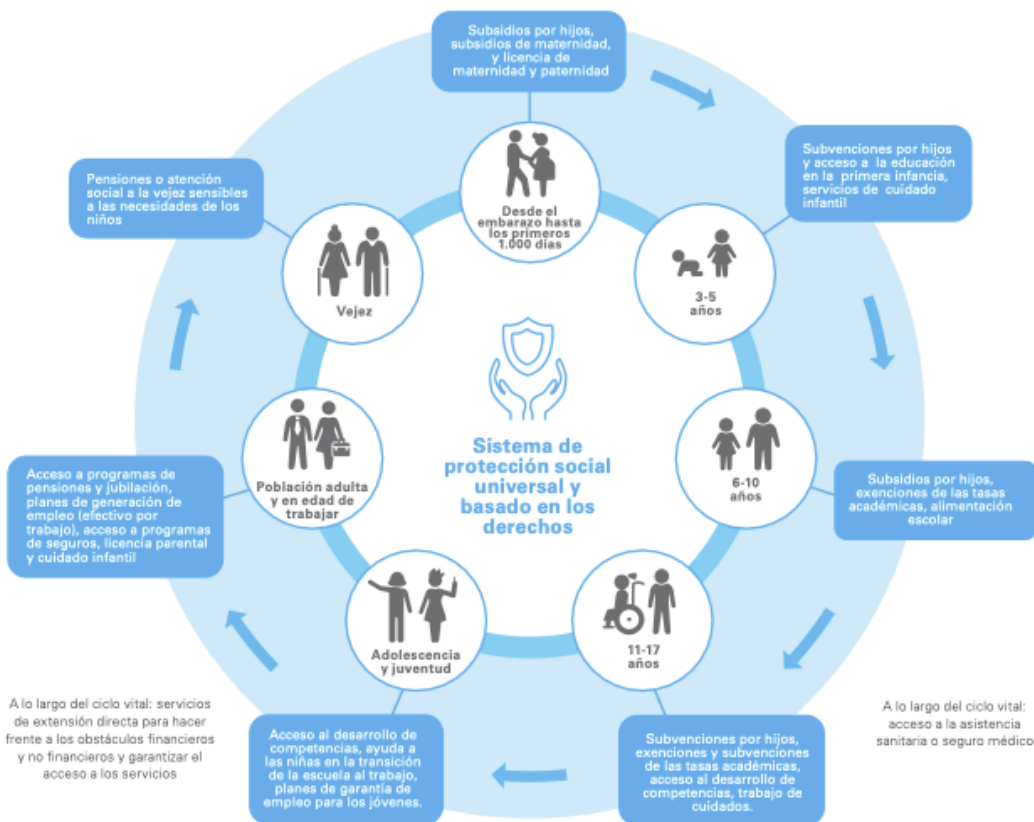 Subsidios por hijos,
subsidios de maternidad,
y licencia de
maternidad y paternidad
Desde el
embarazo hasta
los primeros
1.000 días
Subvenciones por hijos
y acceso a la educación
en la primera infancia,
servicios de cuidado
infantil
3-5
años
Subsidios por hijos,
exenciones de las tasas
académicas, alimentación
escolar
6-10
años
Subvenciones por hijos,
exenciones y subvenciones
de las tasas académicas,
acceso al desarrollo de
competencias, trabajo de
cuidados.
11-17
años
Acceso al desarrollo de
competencias, ayuda a
las niñas en la transición
de la escuela al trabajo,
planes de garantía de
empleo para los jóvenes.
Adolescencia
y juventud
Acceso a programas de
pensiones y jubilación,
planes de generación de
empleo (efectivo por
trabajo), acceso a programas
de seguros, licencia parental
y cuidado infantil
Población adulta
y en edad de
trabajar
Pensiones o atención
social a la vejez sensibles
a las necesidades de los
niños
Vejez
Sistema de
protección social
universal y
basado en los
derechos
A lo largo del ciclo vital: servicios
de extensión directa para hacer
frente a los obstáculos financieros
y no financieros y garantizar el
acceso a los servicios
A lo largo del ciclo vital:
acceso a la asistencia
sanitaria o seguro médico